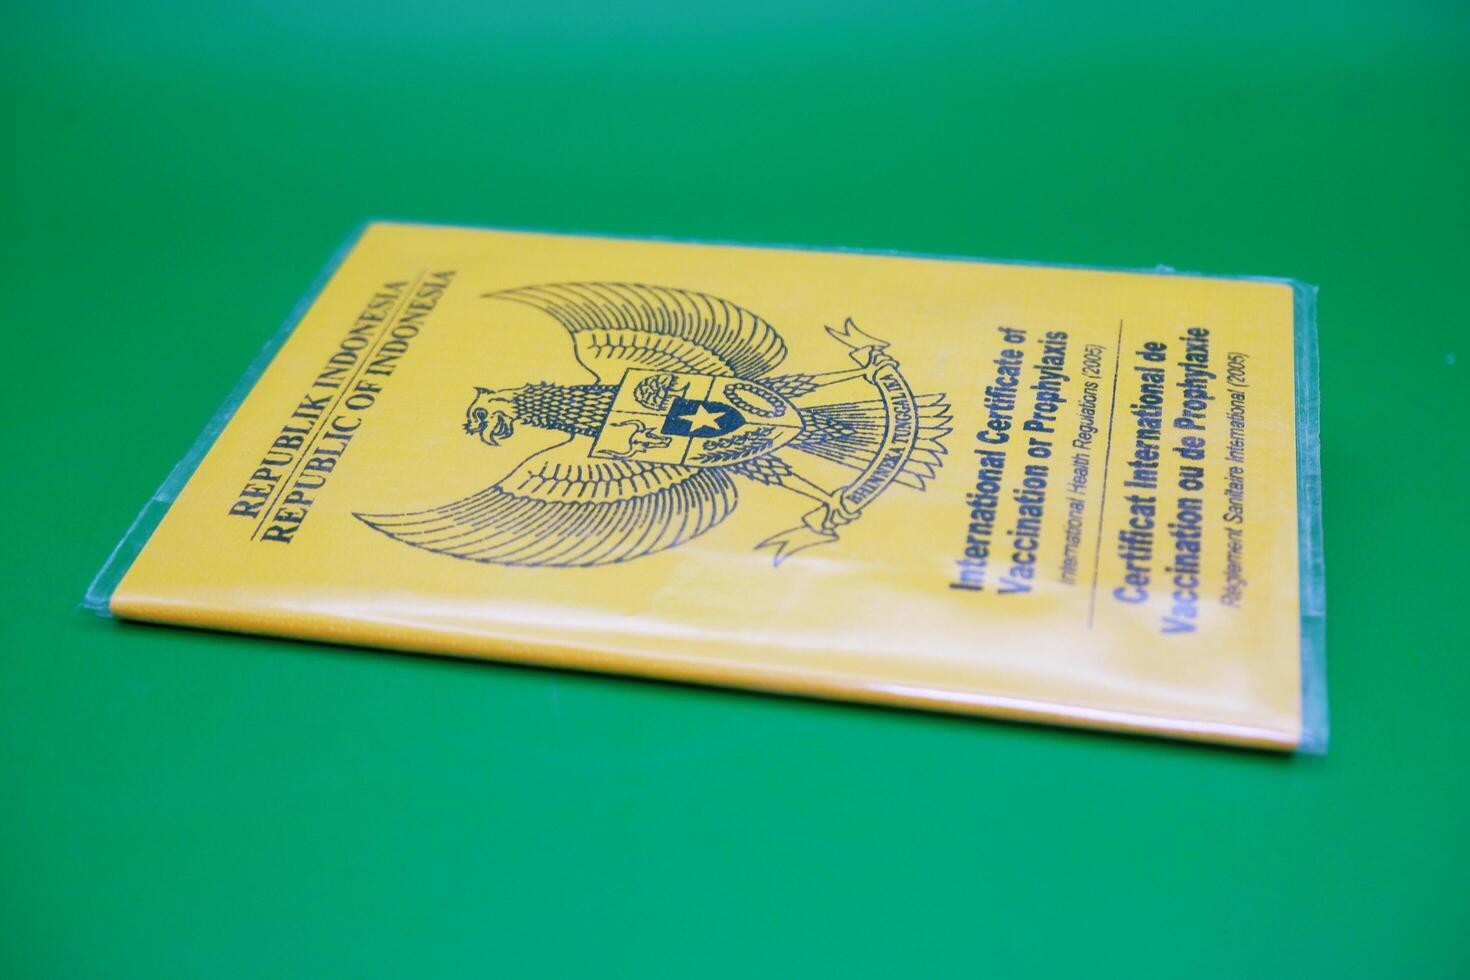 REPUBLIK INDONESIA
REPUBLIC OF INDONESIA
BHINNEKA TUNGGAL IKA
International Certificate of
Vaccination or Prophylaxis
International Health Regulations (2005)
Certificat International de
Vaccination ou de Prophylaxie
Règlement Sanitaire International (2005)